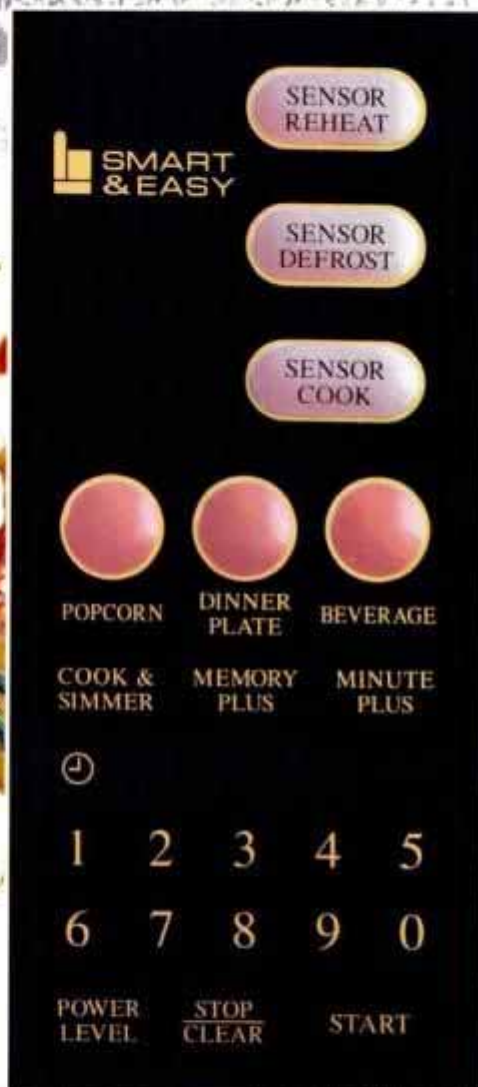 SENSOR
REHEAT
SMART
& EASY
SENSOR
DEFROST
SENSOR
COOK
POPCORN
DINNER
PLATE
BEVERAGE
COOK &
SIMMER
MEMORY
PLUS
MINUTE
PLUS
1 2 3 4 5
6 7 8 9 0
POWER
LEVEL
STOP
CLEAR
START